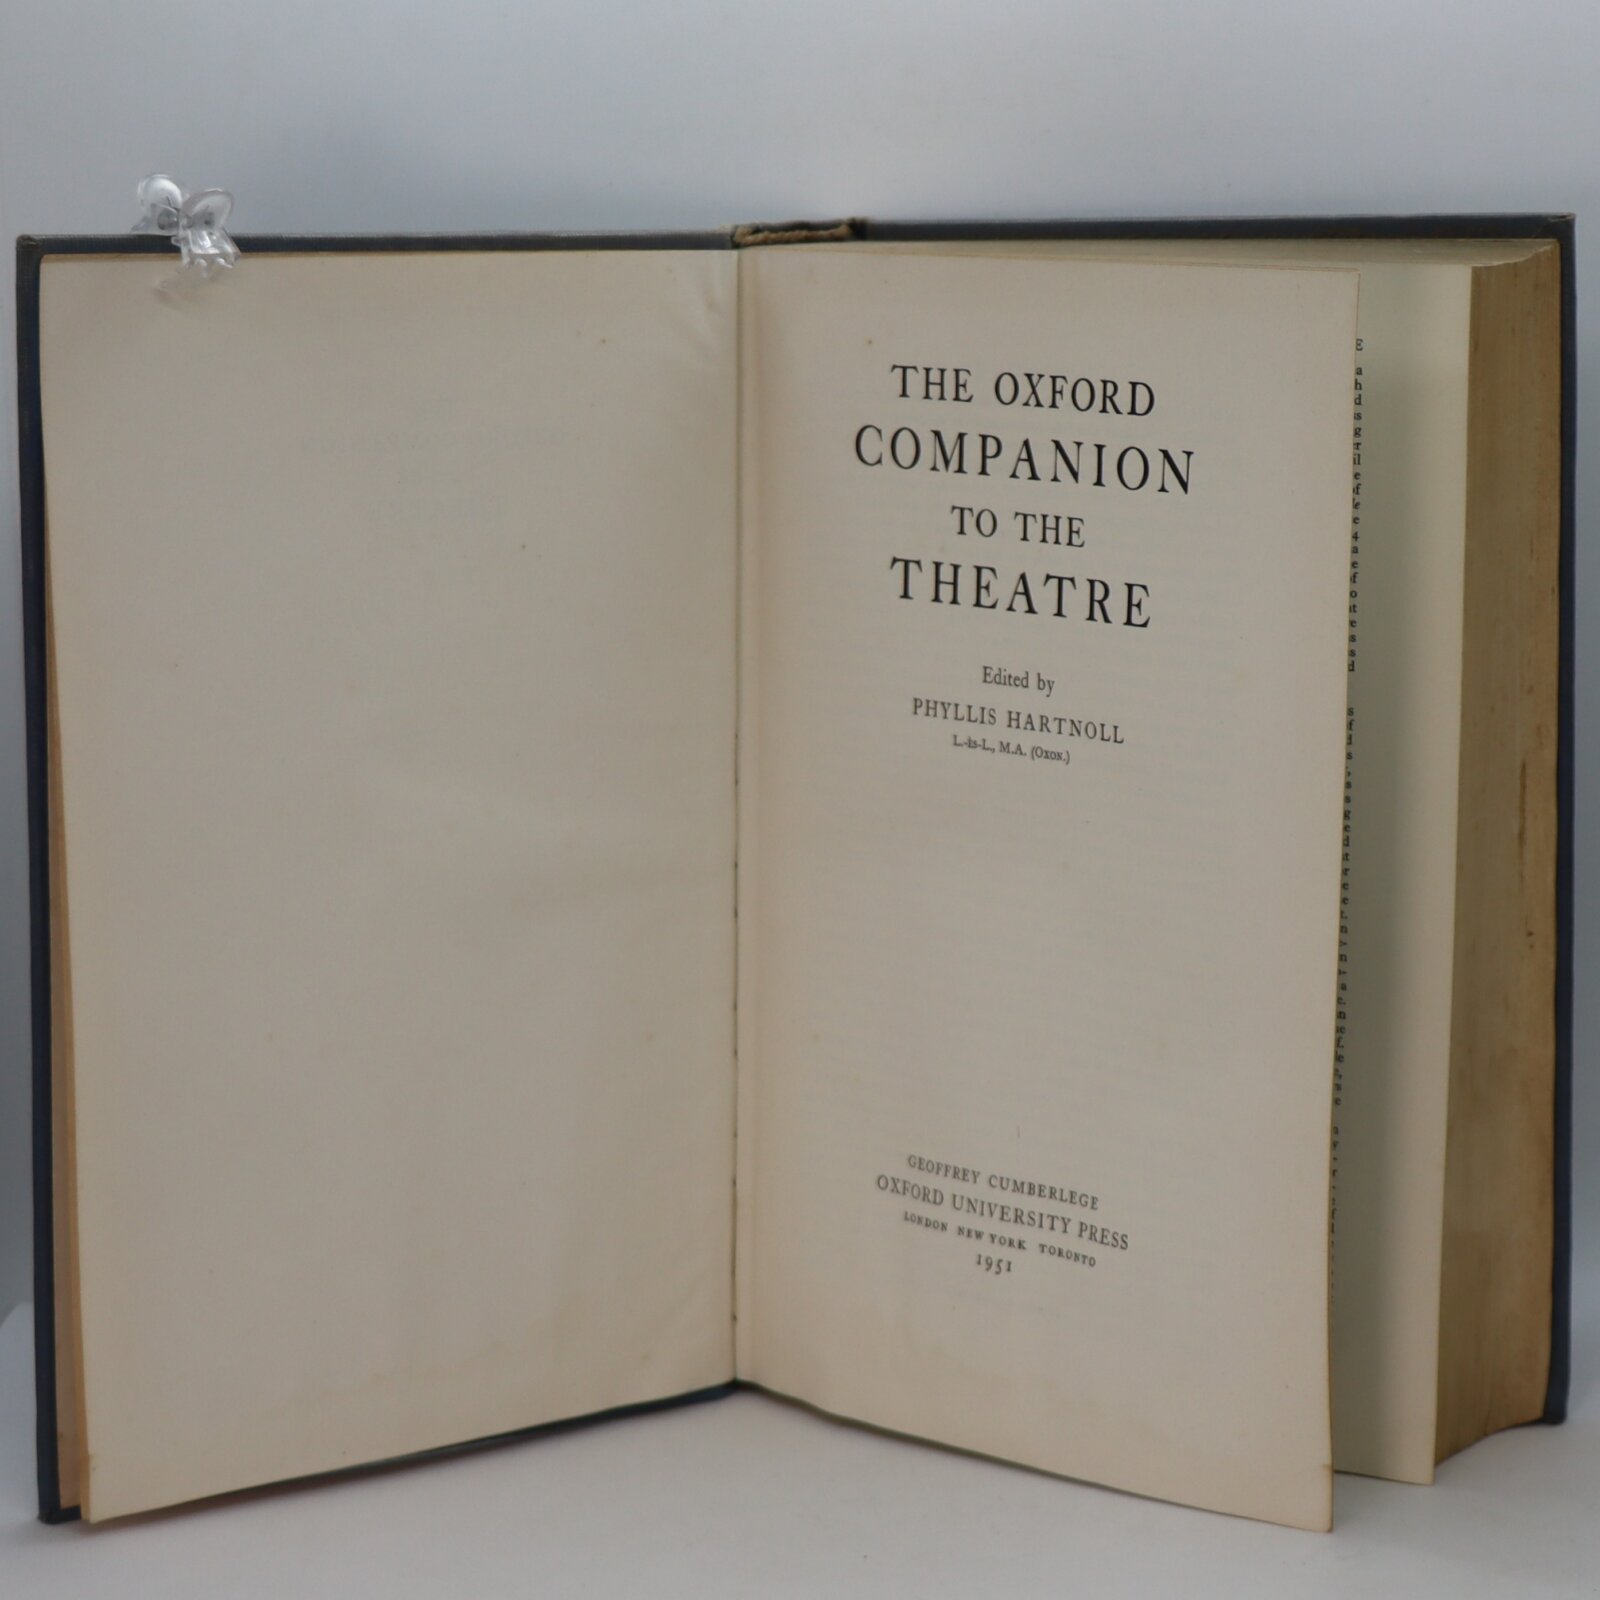 THE OXFORD
COMPANION
TO THE
THEATRE
Edited by
PHYLLIS HARTNOLL
L.-ÈS-L., M.A. (OXON.)
GEOFFREY CUMBERLEGE
OXFORD UNIVERSITY PRESS
LONDON NEW YORK TORONTO
1951